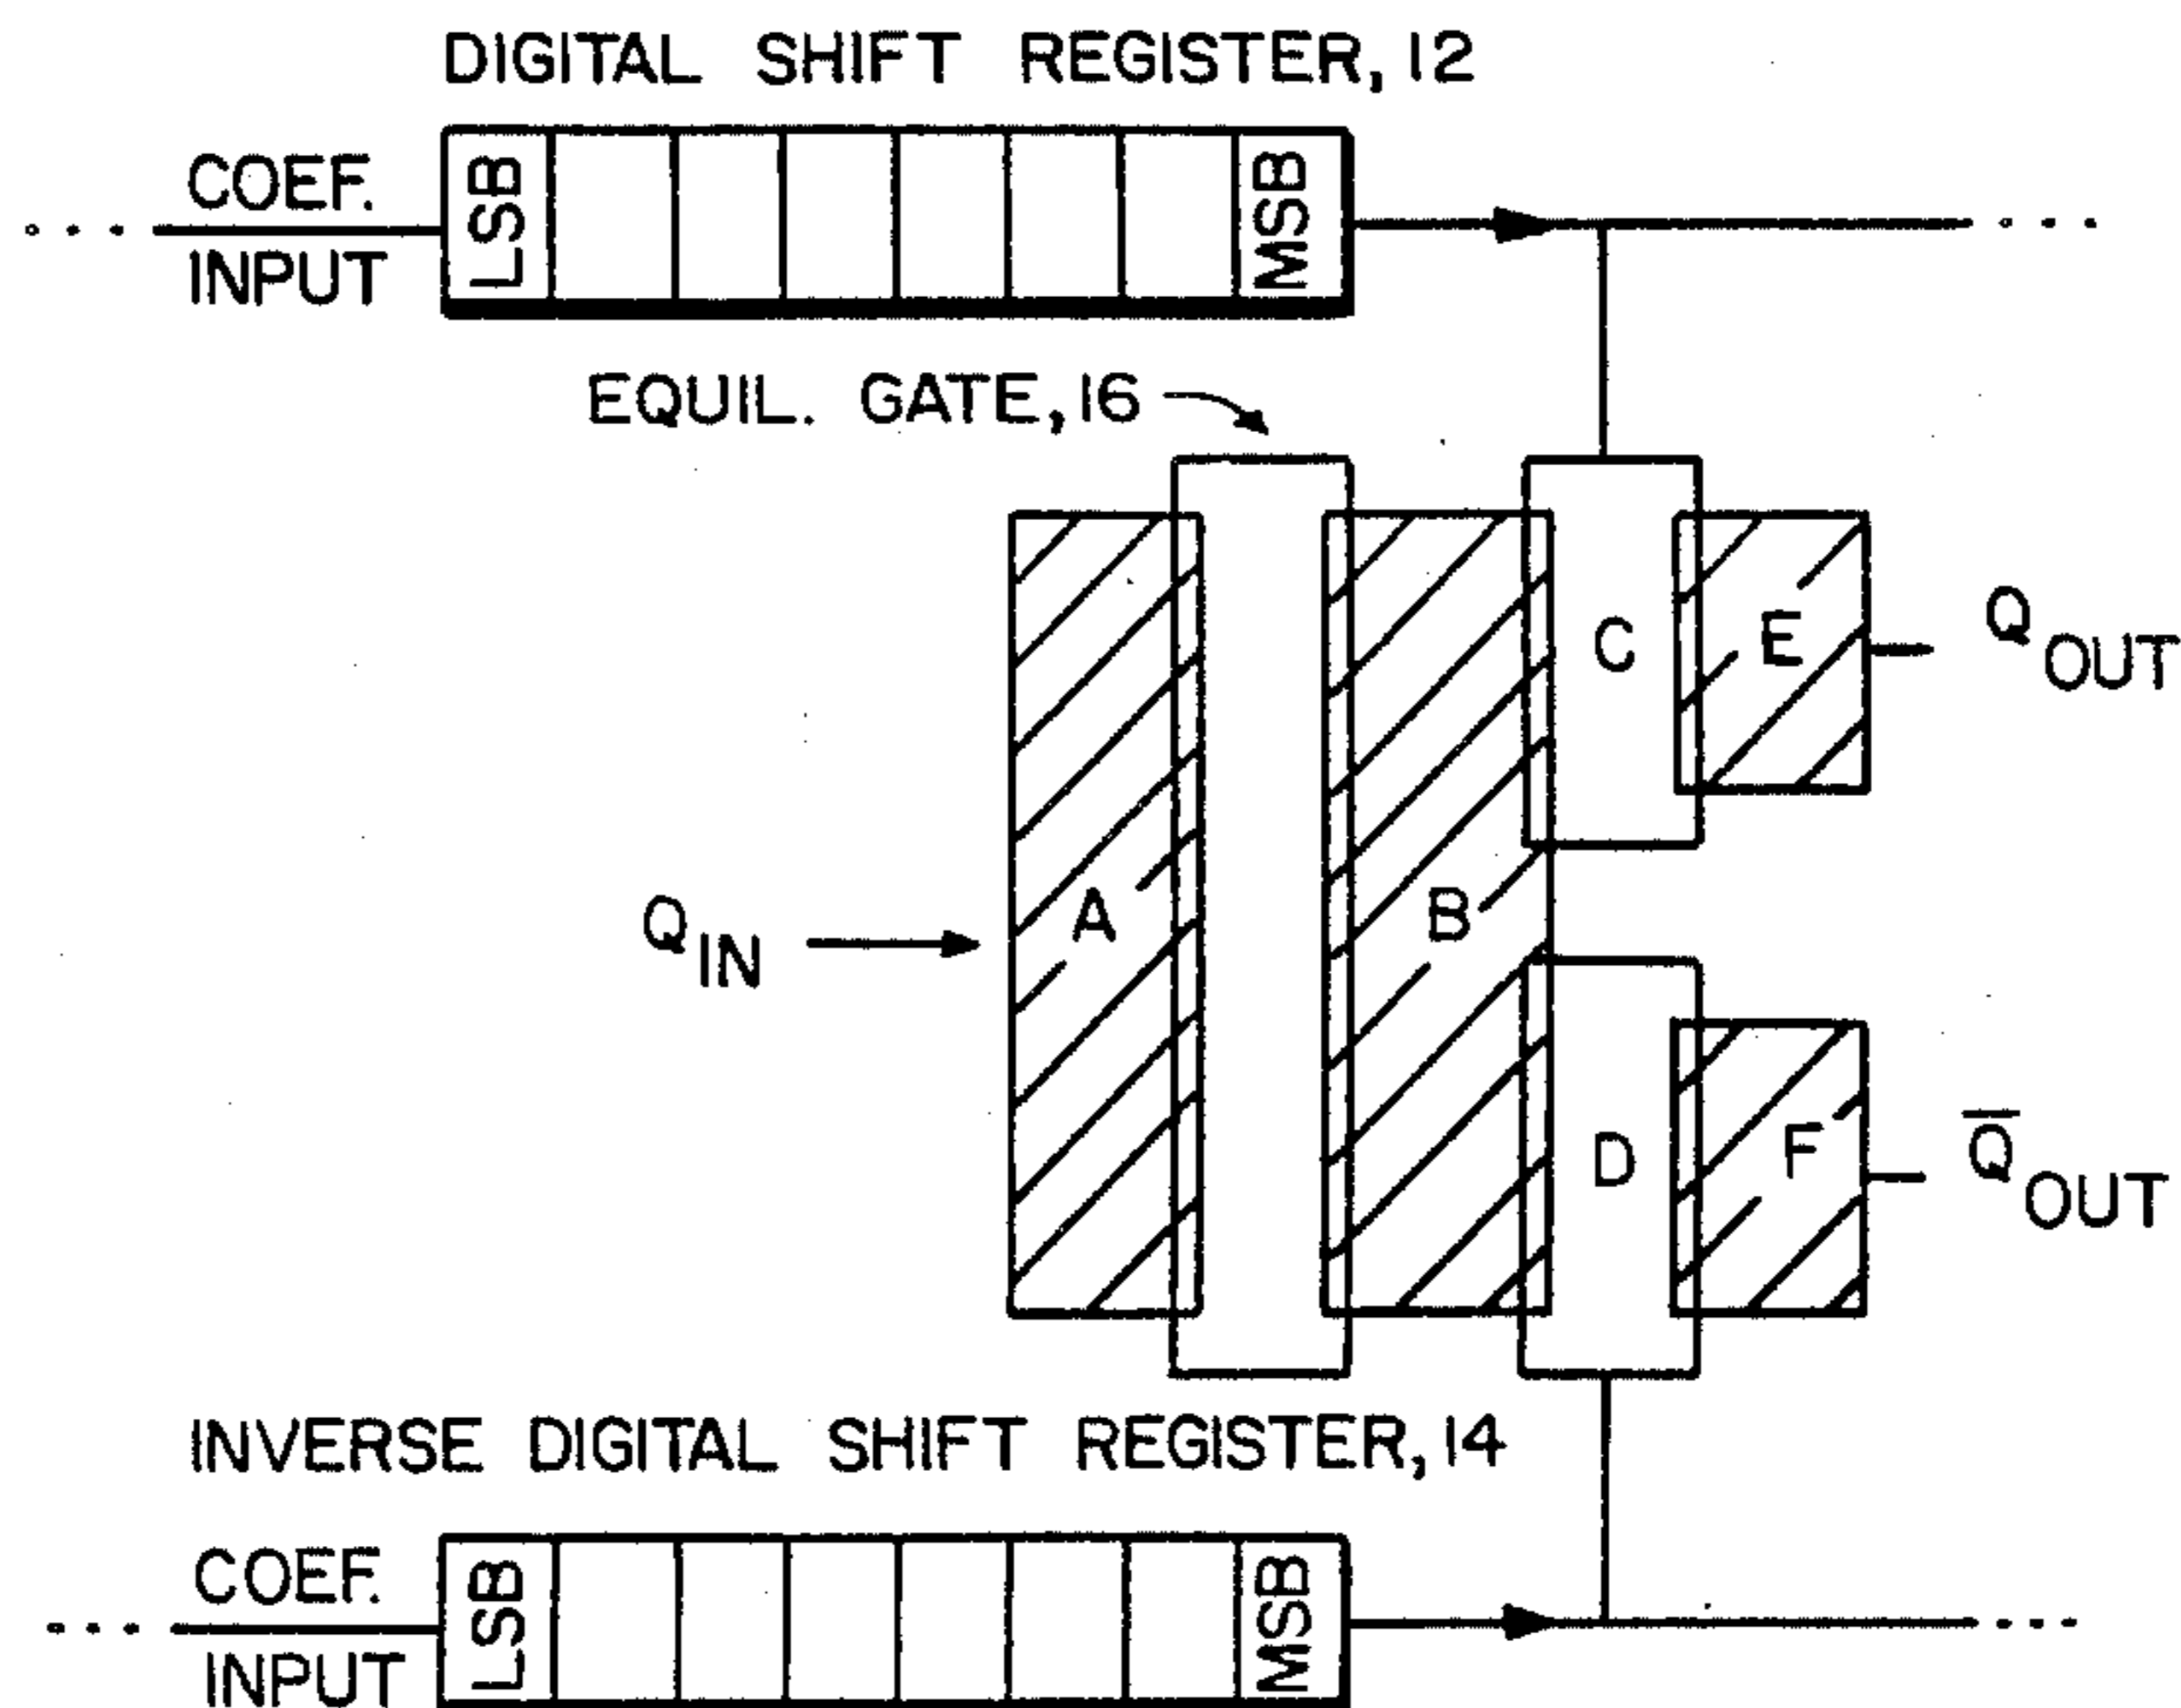 DIGITAL SHIFT REGISTER, 12
COEF.
INPUT
LSB
MSB
EQUIL. GATE, 16
C
E
Q OUT
Q IN
A
B
D
F
Q̅ OUT
INVERSE DIGITAL SHIFT REGISTER, 14
COEF.
INPUT
LSB
MSB